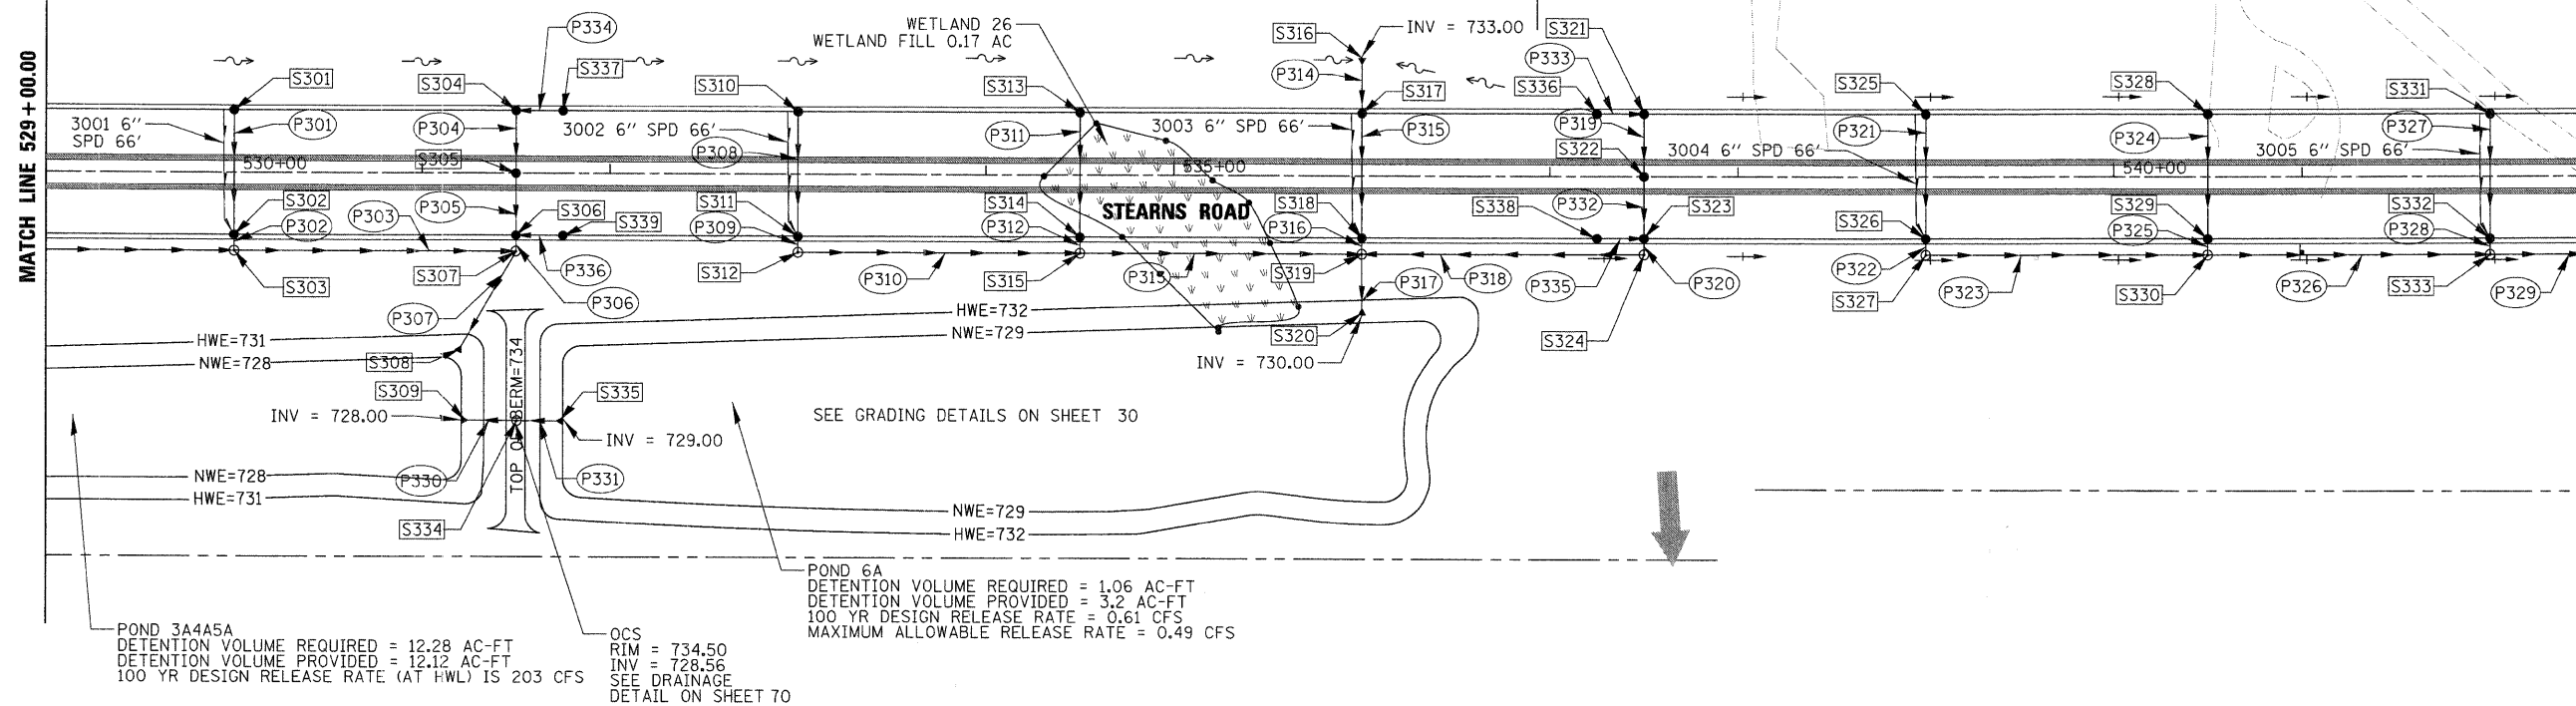 MATCH LINE 529+00.00
P334
WETLAND 26
WETLAND FILL 0.17 AC
S316
INV = 733.00
S321
S301
S304
S337
S310
S313
P314
S317
P333
S336
S325
S328
S331
3001 6" SPD 66'
P301
P304
3002 6" SPD 66'
P308
P311
3003 6" SPD 66'
P315
P319
P321
P324
P327
530+00
S305
535+00
S322
3004 6" SPD 66'
540+00
3005 6" SPD 66'
S302
P302
P303
P305
S306
S339
S311
P309
S314
P312
STEARNS ROAD
S318
P316
S338
P332
S323
S326
S329
P325
S332
P328
S303
S307
P336
S312
P310
S315
P313
S319
P317
P318
P335
P320
P322
S327
P323
S330
P326
S333
P329
P307
P306
HWE=732
NWE=729
S320
INV = 730.00
S324
HWE=731
NWE=728
S308
S309
INV = 728.00
TOP OF BERM=734
S335
INV = 729.00
SEE GRADING DETAILS ON SHEET 30
NWE=728
HWE=731
P330
P331
S334
NWE=729
HWE=732
POND 3A4A5A
DETENTION VOLUME REQUIRED = 12.28 AC-FT
DETENTION VOLUME PROVIDED = 12.12 AC-FT
100 YR DESIGN RELEASE RATE (AT HWL) IS 203 CFS
OCS
RIM = 734.50
INV = 728.56
SEE DRAINAGE
DETAIL ON SHEET 70
POND 6A
DETENTION VOLUME REQUIRED = 1.06 AC-FT
DETENTION VOLUME PROVIDED = 3.2 AC-FT
100 YR DESIGN RELEASE RATE = 0.61 CFS
MAXIMUM ALLOWABLE RELEASE RATE = 0.49 CFS